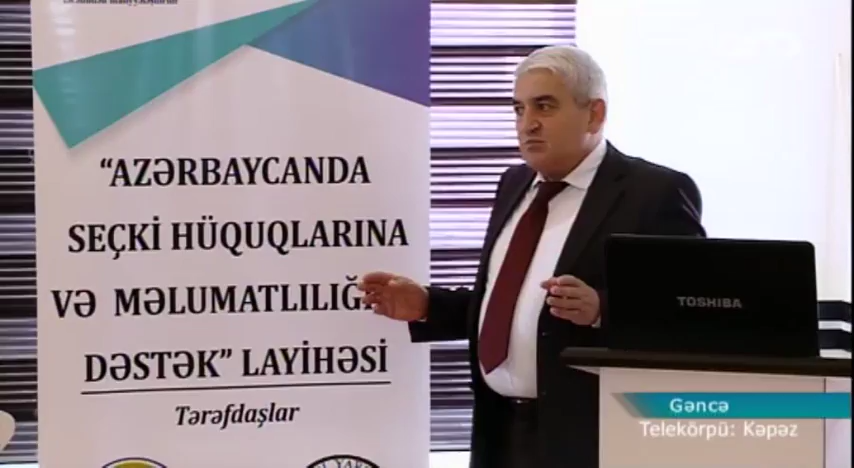 "AZƏRBAYCANDA
SEÇKİ HÜQUQLARINA
VƏ MƏLUMATLILIĞ
DƏSTƏK" LAYİHƏSİ
Tərəfdaşlar
TOSHIBA
Gəncə
Telekörpü: Kəpəz